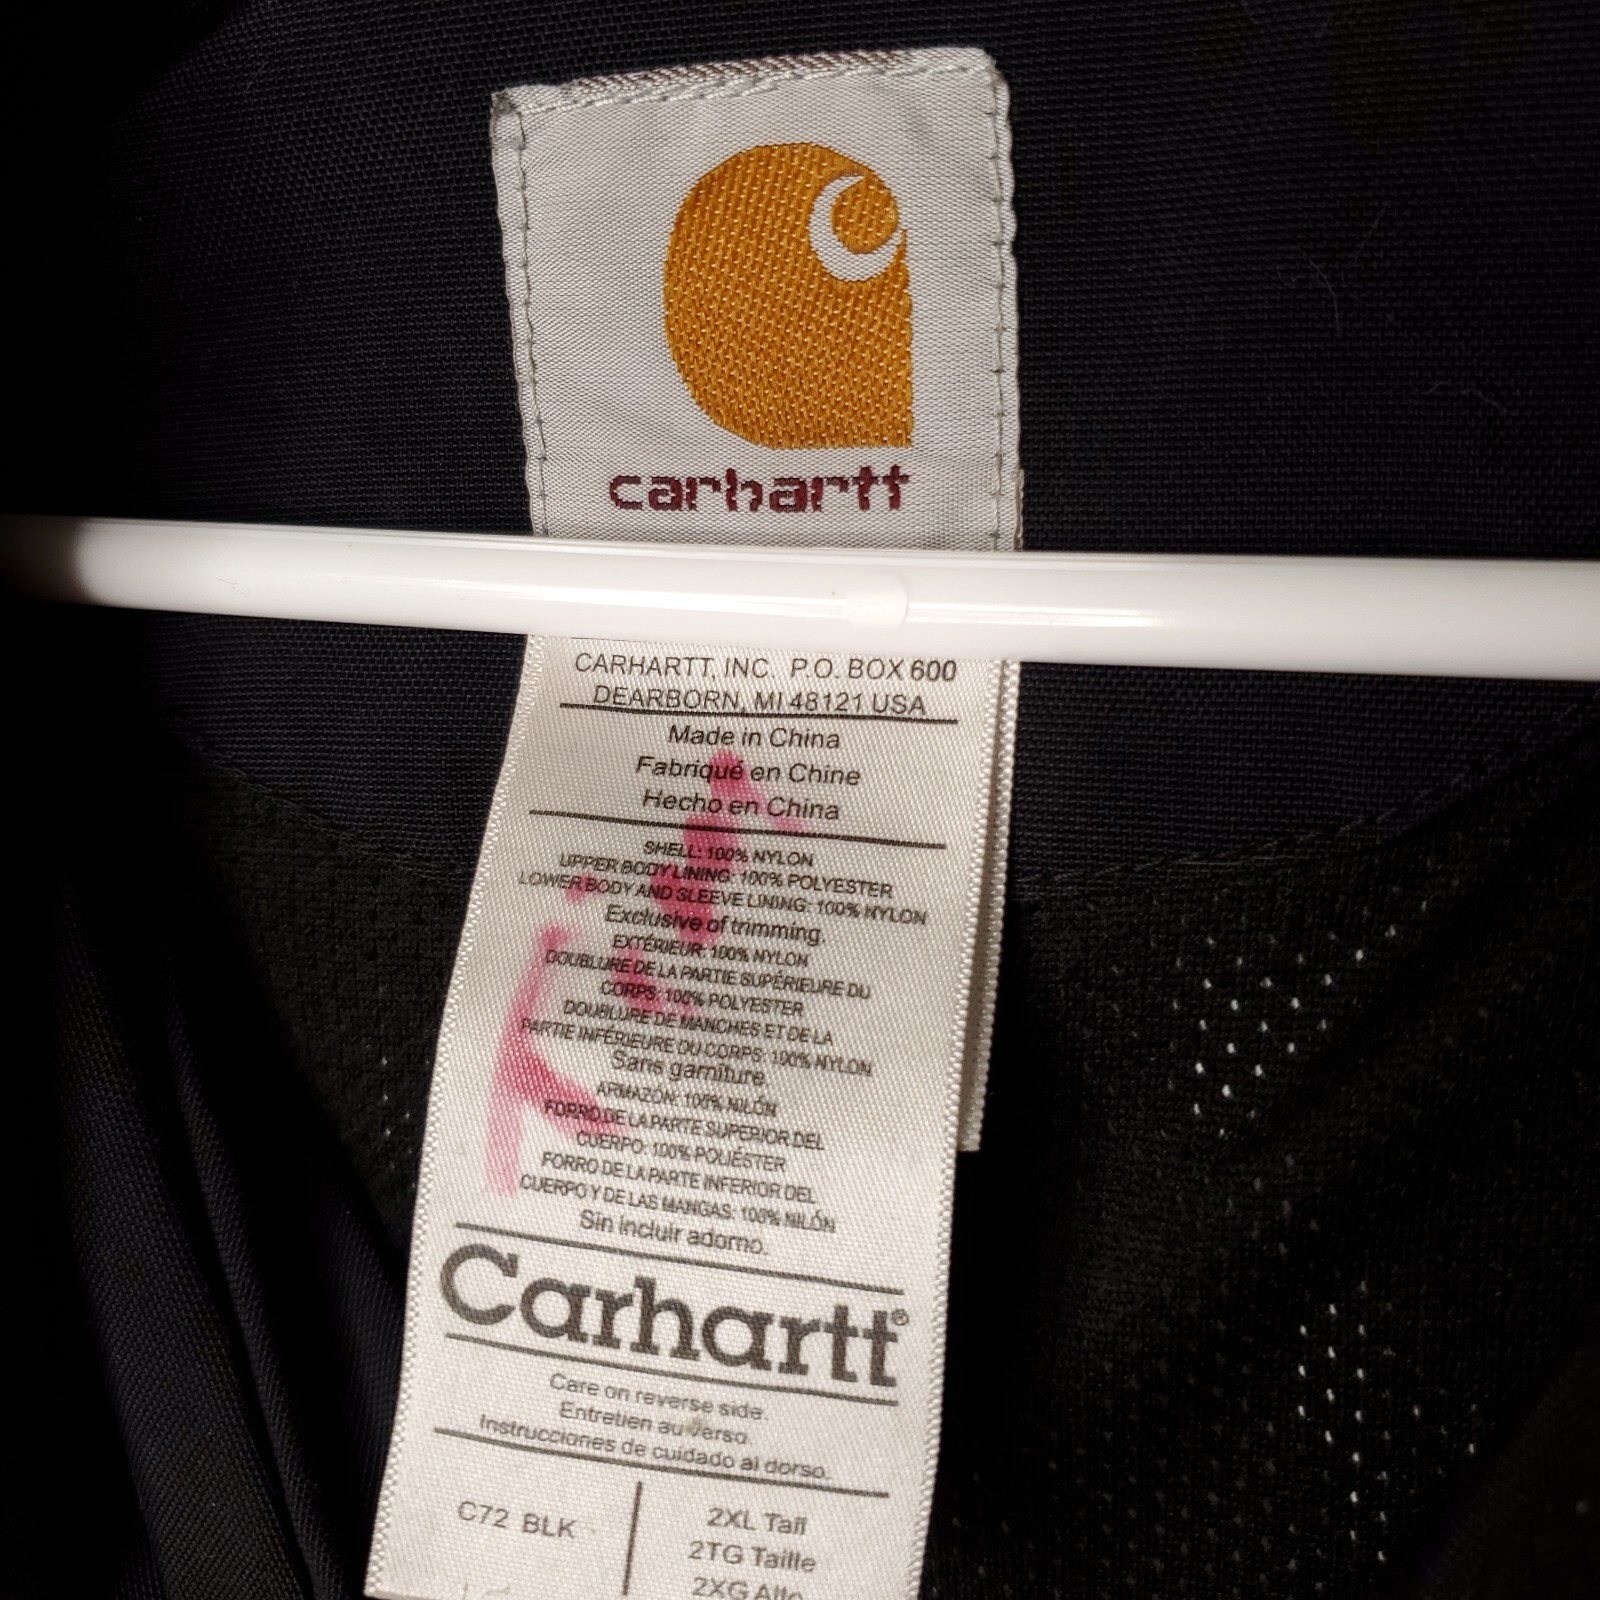 carhartt
CARHARTT, INC. P.O. BOX 600
DEARBORN, MI 48121 USA
Made in China
Fabriqué en Chine
Hecho en China
SHELL: 100% NYLON
UPPER BODY LINING: 100% POLYESTER
LOWER BODY AND SLEEVE LINING: 100% NYLON
Exclusive of trimming.
EXTÉRIEUR: 100% NYLON
DOUBLURE DE LA PARTIE SUPÉRIEURE DU
CORPS: 100% POLYESTER
DOUBLURE DE MANCHES ET DE LA
PARTIE INFÉRIEURE DU CORPS: 100% NYLON
Sans garniture.
ARMAZÓN: 100% NILÓN
FORRO DE LA PARTE SUPERIOR DEL
CUERPO: 100% POLIÉSTER
FORRO DE LA PARTE INFERIOR DEL
CUERPO Y DE LAS MANGAS: 100% NILÓN
Sin incluir adorno.
Carhartt®
Care on reverse side.
Entretien au verso.
Instrucciones de cuidado al dorso.
C72 BLK
2XL Tall
2TG Taille
2XG Alto